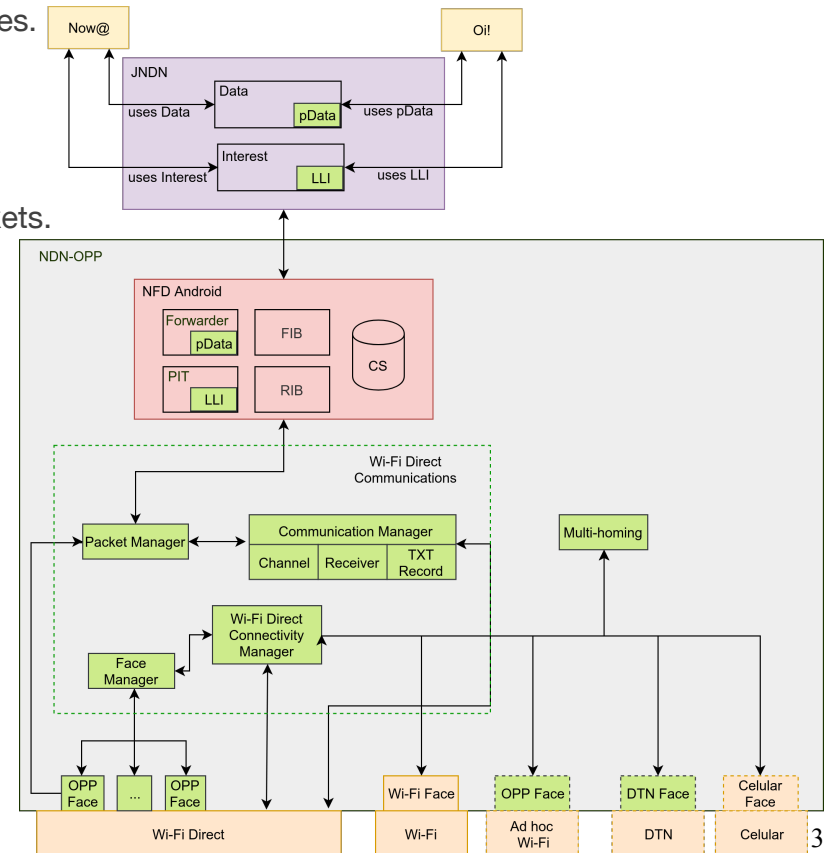 es.
Now@
Oi!
JNDN
Data
pData
uses Data
uses pData
Interest
LLI
uses Interest
uses LLI
kets.
NDN-OPP
NFD Android
Forwarder
pData
FIB
CS
PIT
LLI
RIB
Wi-Fi Direct
Communications
Packet Manager
Communication Manager
Channel
Receiver
TXT
Record
Multi-homing
Wi-Fi Direct
Connectivity
Manager
Face
Manager
OPP
Face
...
OPP
Face
Wi-Fi Face
OPP Face
DTN Face
Celular
Face
Wi-Fi Direct
Wi-Fi
Ad hoc
Wi-Fi
DTN
Celular
3